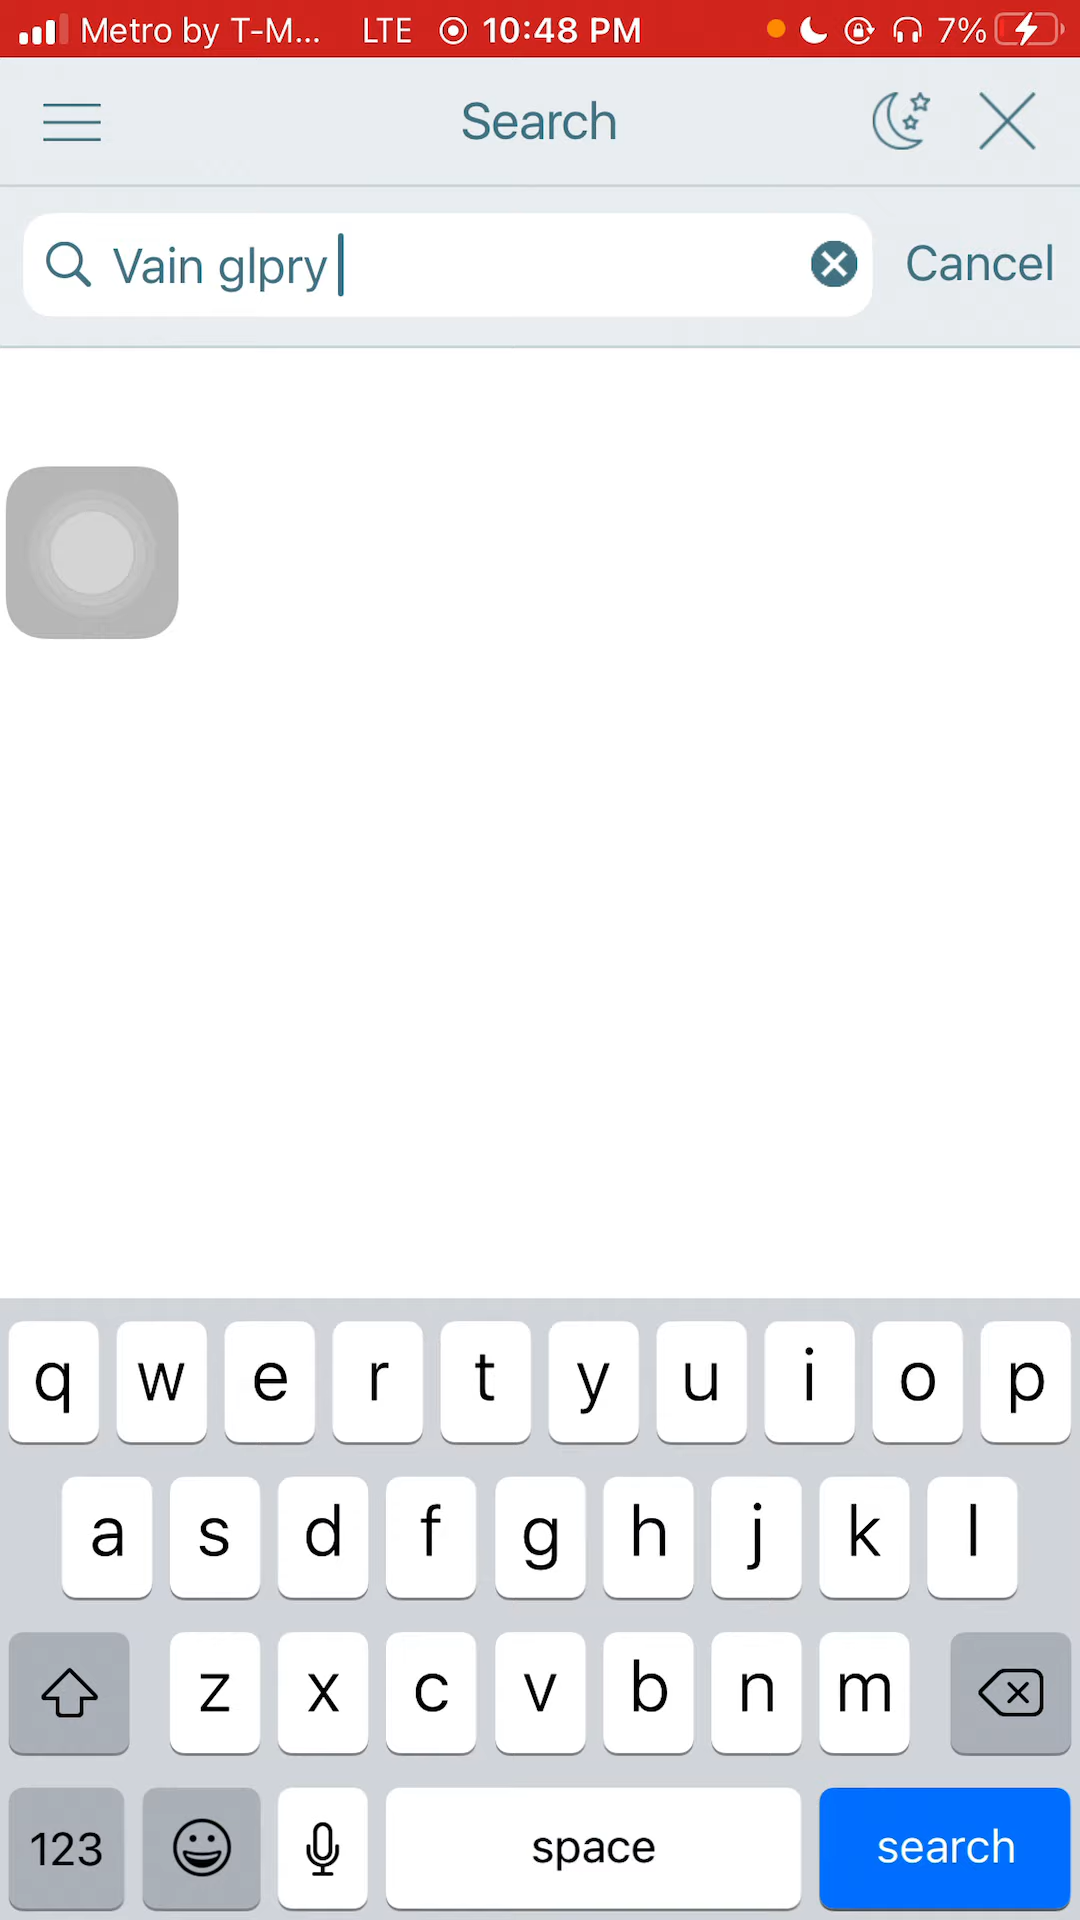 Metro by T-M... LTE 10:48 PM 7%
Search
Vain glpry Cancel
q w e r t y u i o p
a s d f g h j k l
z x c v b n m
123 space search